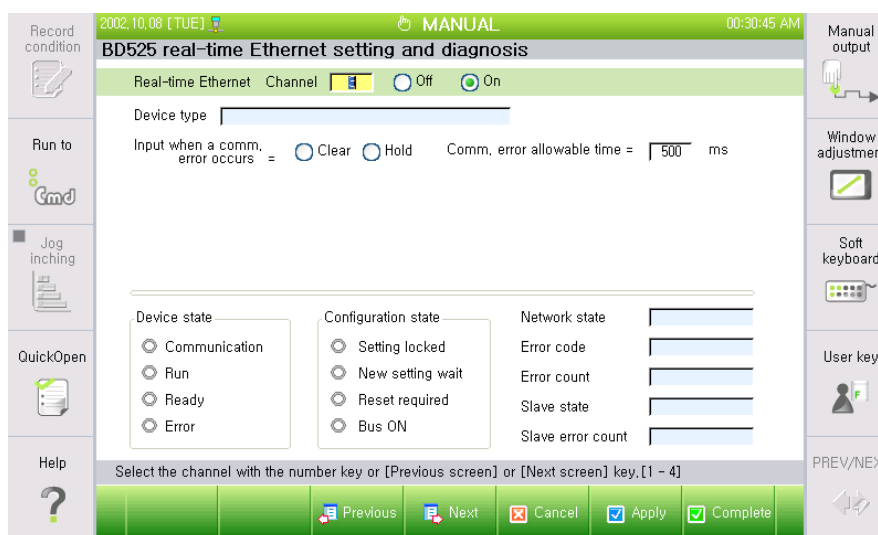 2002,10,08 [TUE]
MANUAL
00:30:45 AM
BD525 real-time Ethernet setting and diagnosis
Record
condition
Run to
Cmd
Jog
inching
QuickOpen
Help
?
Real-time Ethernet Channel
Off
On
Device type
Input when a comm,
error occurs =
Clear
Hold
Comm, error allowable time = 500 ms
Device state
Communication
Run
Ready
Error
Configuration state
Setting locked
New setting wait
Reset required
Bus ON
Network state
Error code
Error count
Slave state
Slave error count
Select the channel with the number key or [Previous screen] or [Next screen] key,[1 - 4]
Previous
Next
Cancel
Apply
Complete
Manual
output
Window
adjustmen
Soft
keyboard
User key
F
PREV/NEX